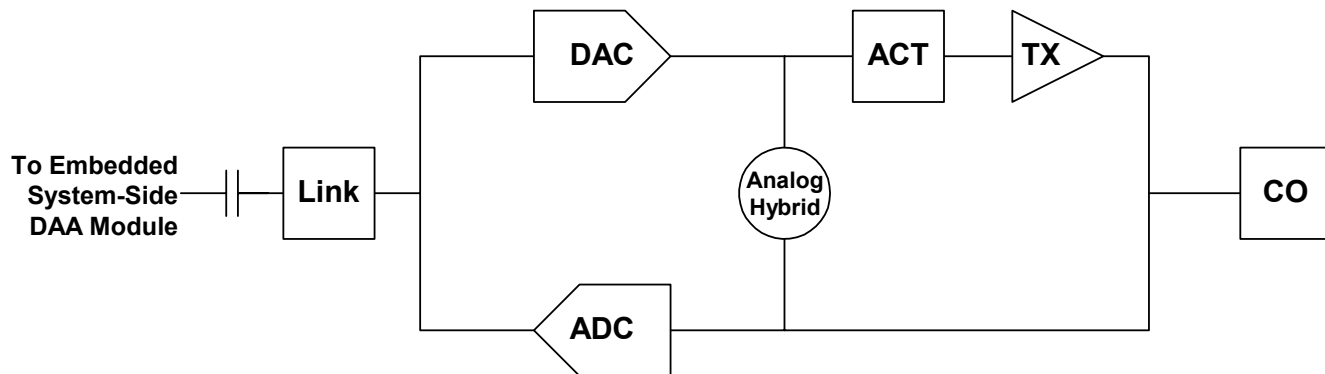 DAC
ACT
TX
To Embedded
System-Side
DAA Module
Link
Analog
Hybrid
CO
ADC